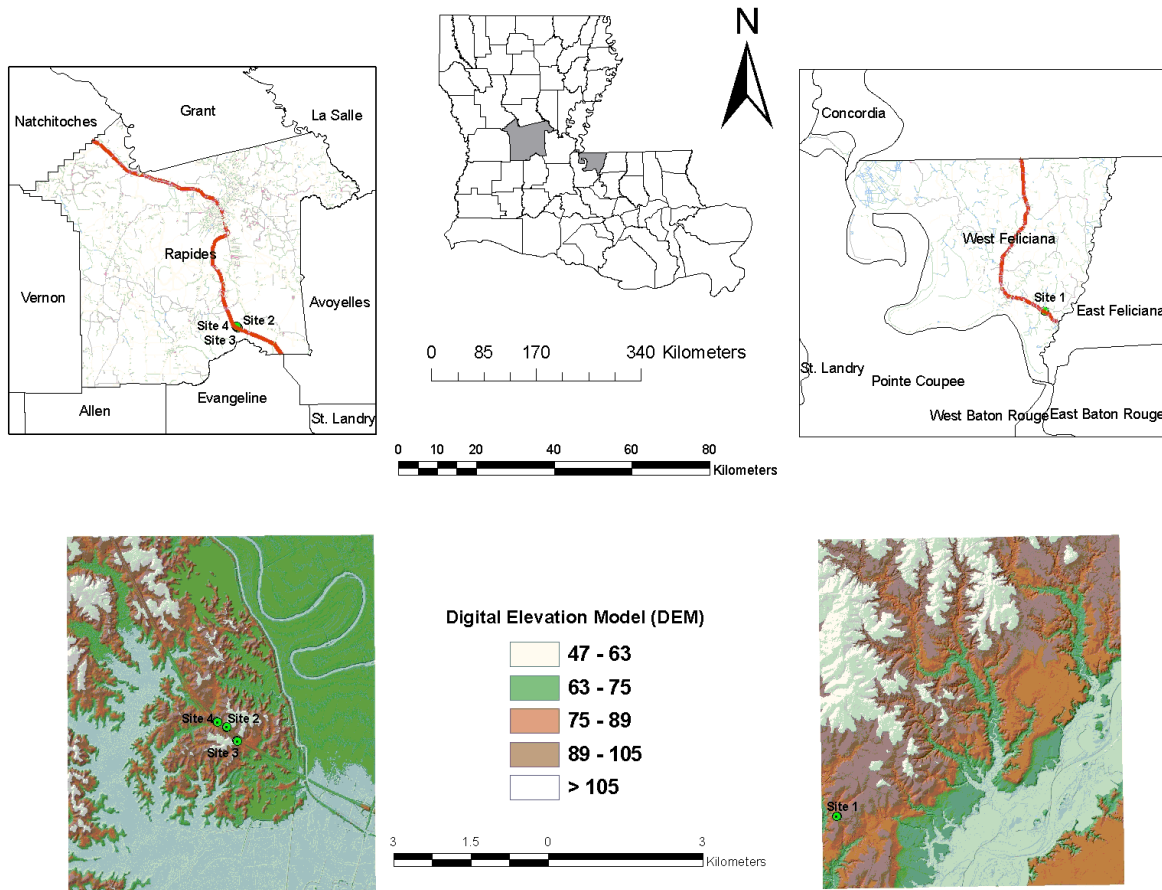 N
Natchitoches
Grant
La Salle
Rapides
Vernon
Avoyelles
Site 4
Site 2
Site 3
Allen
Evangeline
St. Landry
0 85 170 340 Kilometers
0 5 10 20 40 60 80
Kilometers
Concordia
West Feliciana
Site 1
East Feliciana
St. Landry
Pointe Coupee
West Baton Rouge
East Baton Rouge
Site 4
Site 2
Site 3
Digital Elevation Model (DEM)
47 - 63
63 - 75
75 - 89
89 - 105
> 105
3 1.5 0 3
Kilometers
Site 1